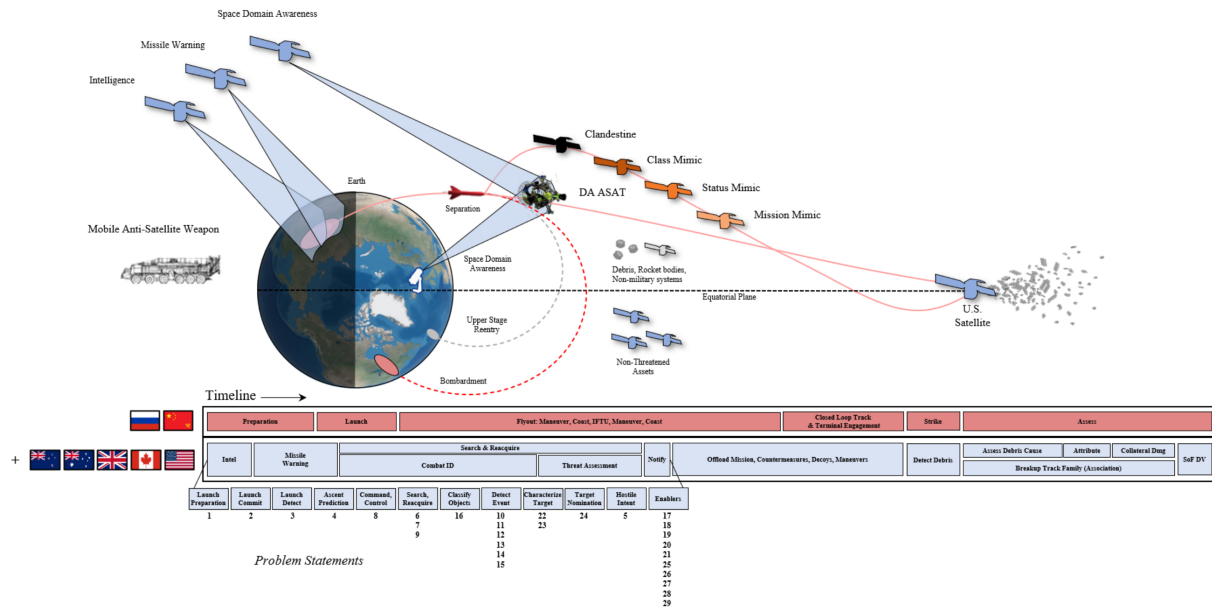 Space Domain Awareness
Missile Warning
Intelligence
Clandestine
Class Mimic
Status Mimic
Mission Mimic
DA ASAT
Earth
Separation
Mobile Anti-Satellite Weapon
Space Domain
Awareness
Debris, Rocket bodies,
Non-military systems
Equatorial Plane
U.S.
Satellite
Upper Stage
Reentry
Non-Threatened
Assets
Bombardment
Timeline
Preparation
Launch
Flyout: Maneuver, Coast, IFTU, Maneuver, Coast
Closed Loop Track
& Terminal Engagement
Strike
Assess
+
Intel
Missile
Warning
Search & Reacquire
Combat ID
Threat Assessment
Notify
Offload Mission, Countermeasures, Decoys, Maneuvers
Detect Debris
Assess Debris Cause
Attribute
Collateral Dmg
Breakup Track Family (Association)
SoF DV
Launch
Preparation
1
Launch
Commit
2
Launch
Detect
3
Ascent
Prediction
4
Command,
Control
8
Search,
Reacquire
6
7
9
Classify
Objects
16
Detect
Event
10
11
12
13
14
15
Characterize
Target
22
23
Target
Nomination
24
Hostile
Intent
5
Enablers
17
18
19
20
21
25
26
27
28
29
Problem Statements